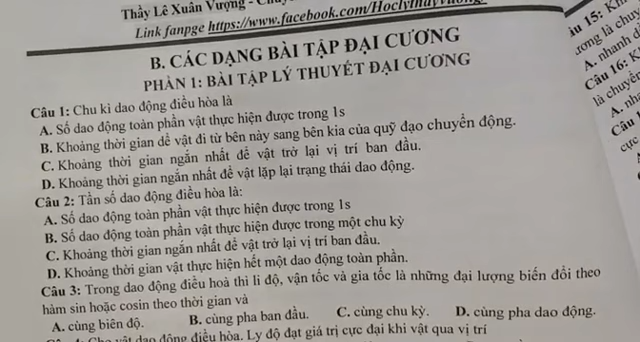 Thầy Lê Xuân Vượng -
Link fanpge https://www.facebook.com/
B. CÁC DẠNG BÀI TẬP ĐẠI CƯƠNG
PHẦN 1: BÀI TẬP LÝ THUYẾT ĐẠI CƯƠNG
Câu 1: Chu kì dao động điều hòa là
A. Số dao động toàn phần vật thực hiện được trong 1s
B. Khoảng thời gian dể vật đi từ bên này sang bên kia của quỹ đạo chuyển động.
C. Khoảng thời gian ngắn nhất để vật trở lại vị trí ban đầu.
D. Khoảng thời gian ngắn nhất để vật lặp lại trạng thái dao động.
Câu 2: Tần số dao động điều hòa là:
A. Số dao động toàn phần vật thực hiện được trong 1s
B. Số dao động toàn phần vật thực hiện được trong một chu kỳ
C. Khoảng thời gian ngắn nhất để vật trở lại vị trí ban đầu.
D. Khoảng thời gian vật thực hiện hết một dao động toàn phần.
Câu 3: Trong dao động điều hoà thì li độ, vận tốc và gia tốc là những đại lượng biến đổi theo
hàm sin hoặc cosin theo thời gian và
A. cùng biên độ. B. cùng pha ban đầu. C. cùng chu kỳ. D. cùng pha dao động.
vật dao động điều hòa. Ly độ đạt giá trị cực đại khi vật qua vị trí
15:
là
A. nhanh
Câu 16:
là chuyển
A.
Câu
cực